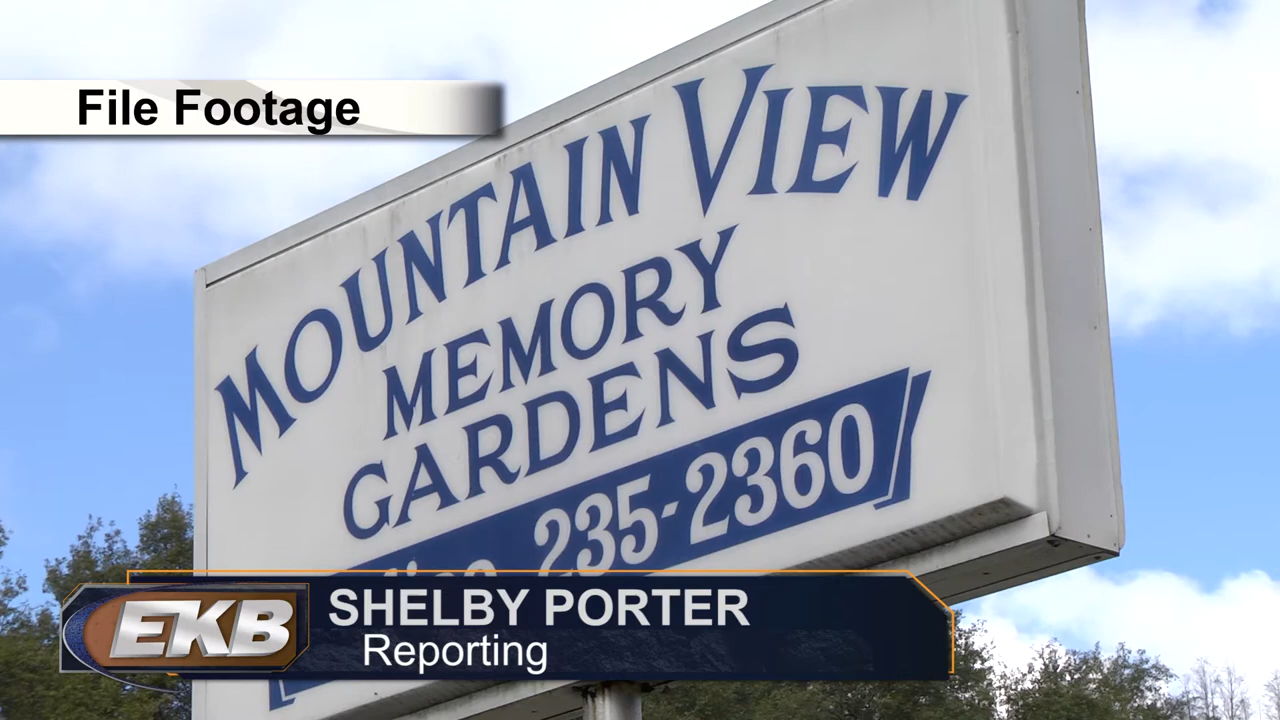 File Footage
MOUNTAIN VIEW
MEMORY
GARDENS
235-2360
EKB
SHELBY PORTER
Reporting